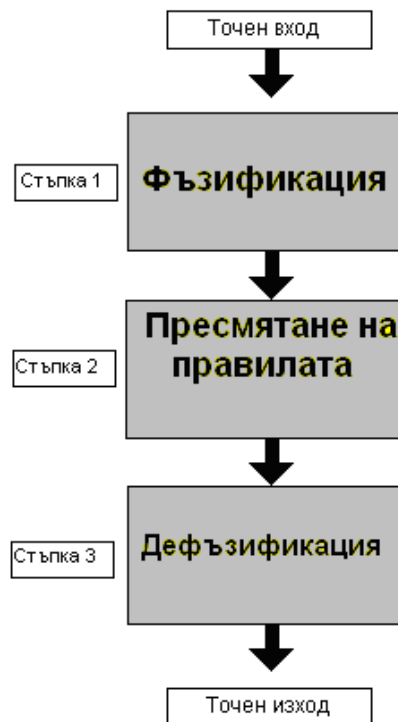 Точен вход
Стъпка 1
Фъзификация
Пресмятане на
правилата
Стъпка 2
Дефъзификация
Стъпка 3
Точен изход